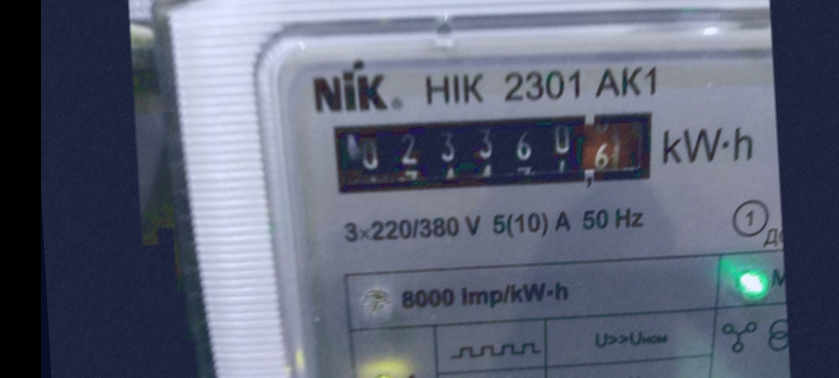 NiK. НІК 2301 АК1
0 2 3 3 6 0 , 6 kW·h
3×220/380 V 5(10) A 50 Hz
1
8000 imp/kW·h
U>>Uном